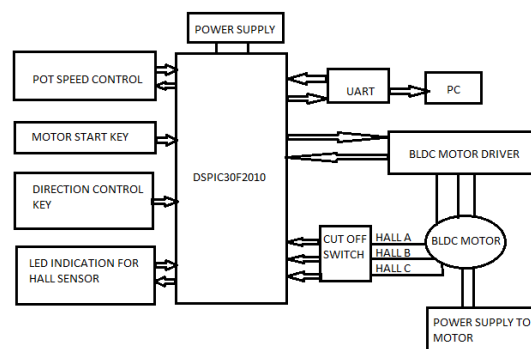 POWER SUPPLY
POT SPEED CONTROL
UART
PC
MOTOR START KEY
BLDC MOTOR DRIVER
DSPIC30F2010
DIRECTION CONTROL
KEY
CUT OFF
SWITCH
HALL A
HALL B
HALL C
BLDC MOTOR
LED INDICATION FOR
HALL SENSOR
POWER SUPPLY TO
MOTOR